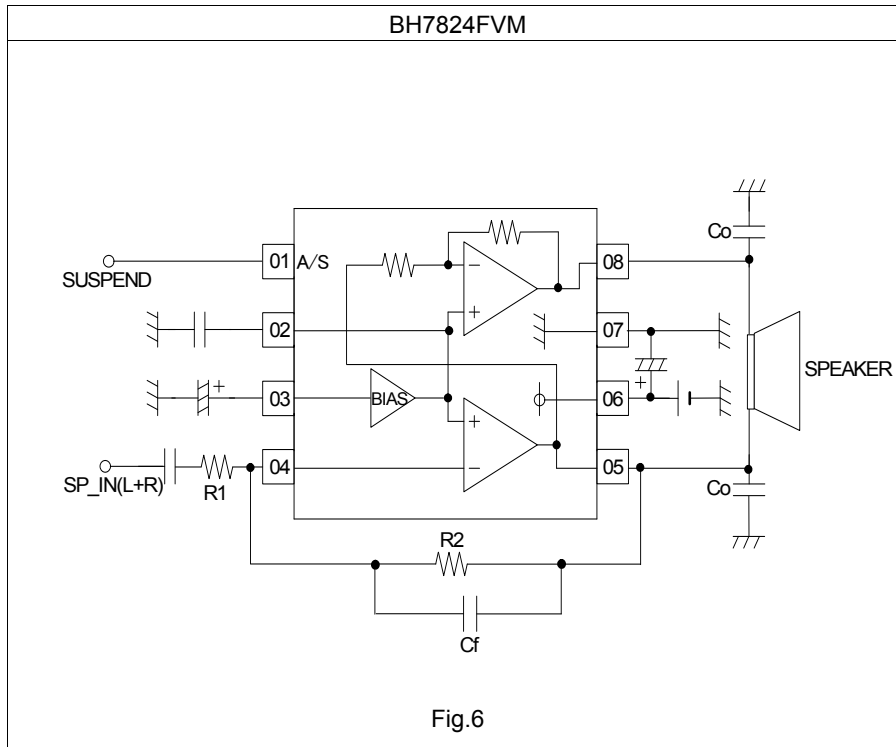 BH7824FVM
Co
01 A/S 08
SUSPEND
02 07
+
− +
SPEAKER
+
03 BIAS 06
+
−
04 05
SP_IN(L+R) R1
Co
R2
Cf
Fig.6